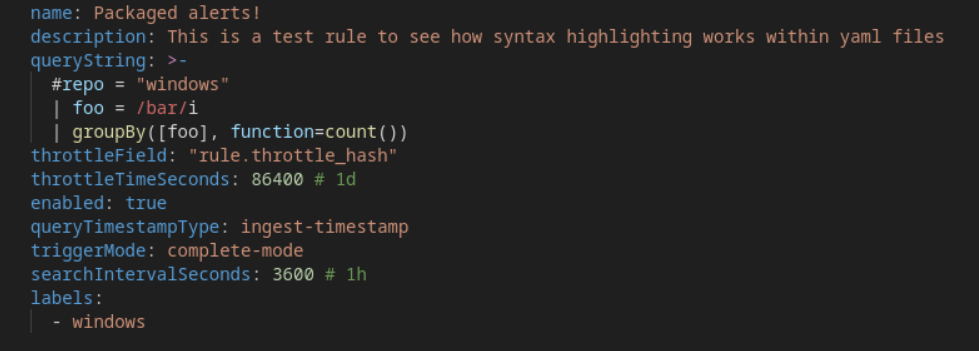 name: Packaged alerts!
description: This is a test rule to see how syntax highlighting works within yaml files
queryString: >-
  #repo = "windows"
  | foo = /bar/i
  | groupBy([foo], function=count())
throttleField: "rule.throttle_hash"
throttleTimeSeconds: 86400 # 1d
enabled: true
queryTimestampType: ingest-timestamp
triggerMode: complete-mode
searchIntervalSeconds: 3600 # 1h
labels:
  - windows